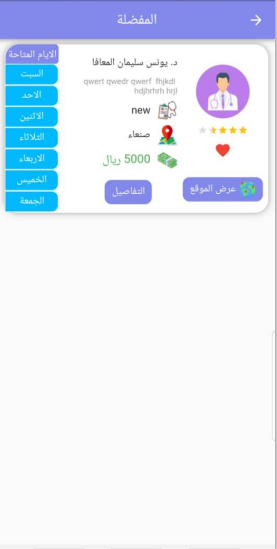 المفضلة
د. يونس سليمان المعافا
qwert qwedr qwerf fhjkdi
hdjhrhrh hrjl
new
صنعاء
5000 ريال
عرض الموقع
التفاصيل
الايام المتاحة
السبت
الاحد
الاثنين
الثلاثاء
الاربعاء
الخميس
الجمعة